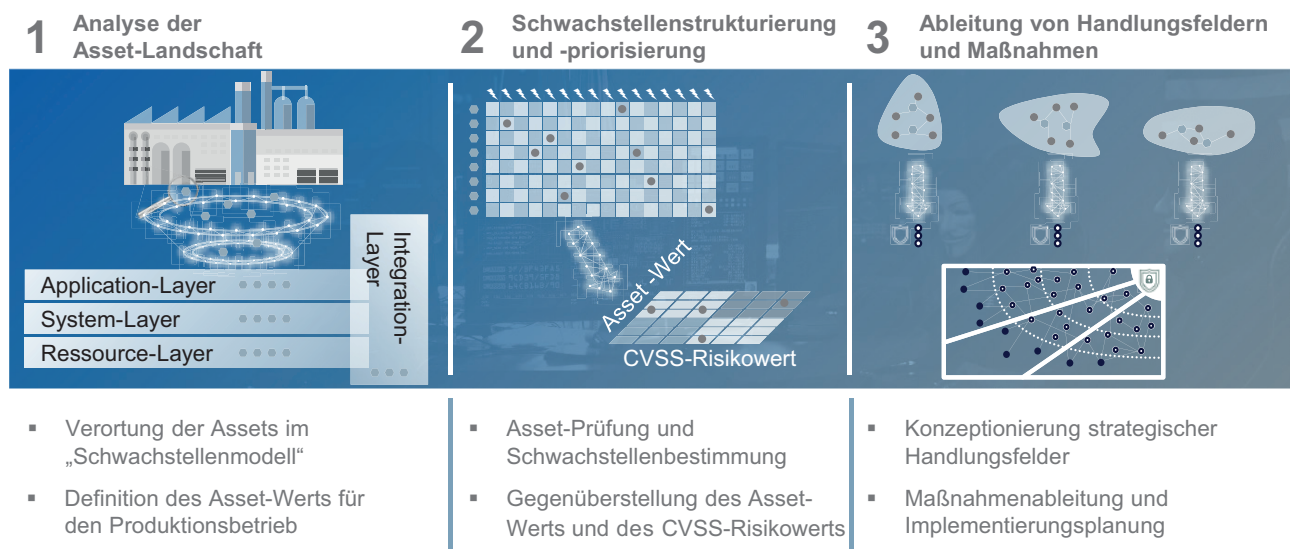 1 Analyse der
Asset-Landschaft
2 Schwachstellenstrukturierung
und -priorisierung
3 Ableitung von Handlungsfeldern
und Maßnahmen
Application-Layer
System-Layer
Ressource-Layer
Integration-
Layer
Asset -Wert
CVSS-Risikowert
▪ Verortung der Assets im
„Schwachstellenmodell“
▪ Definition des Asset-Werts für
den Produktionsbetrieb
▪ Asset-Prüfung und
Schwachstellenbestimmung
▪ Gegenüberstellung des Asset-
Werts und des CVSS-Risikowerts
▪ Konzeptionierung strategischer
Handlungsfelder
▪ Maßnahmenableitung und
Implementierungsplanung